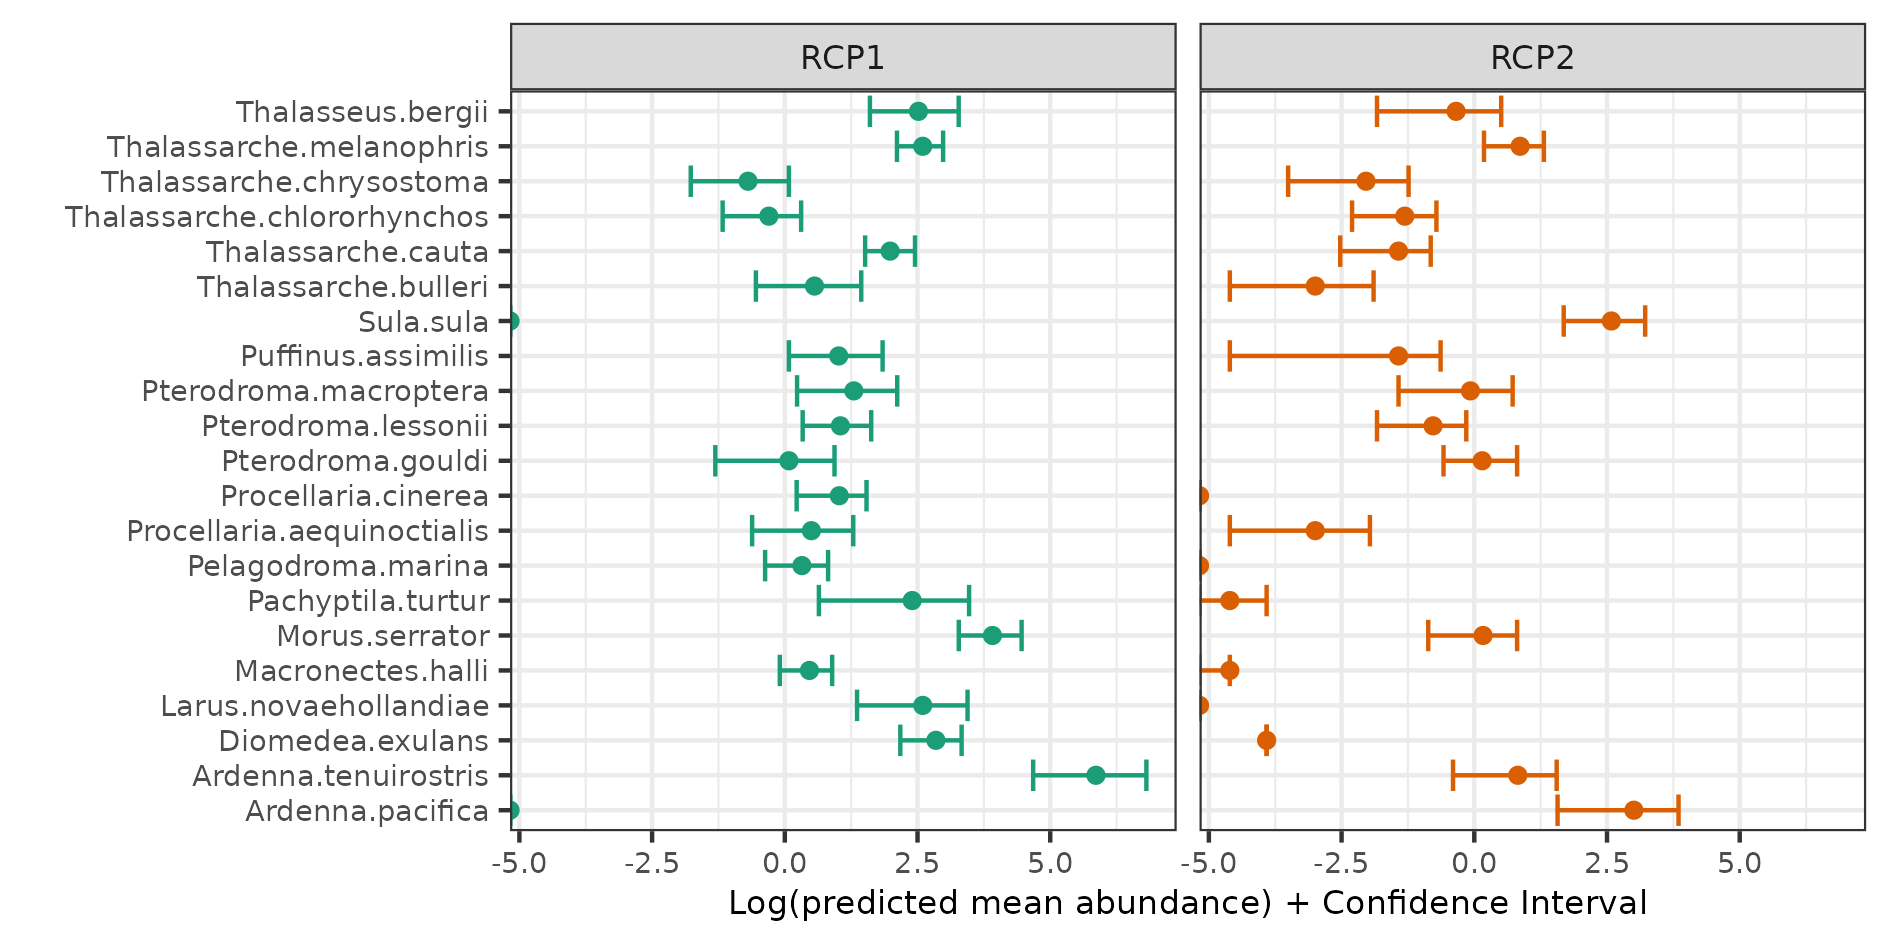 RCP1
RCP2
Thalasseus.bergii
Thalassarche.melanophris
Thalassarche.chrysostoma
Thalassarche.chlororhynchos
Thalassarche.cauta
Thalassarche.bulleri
Sula.sula
Puffinus.assimilis
Pterodroma.macroptera
Pterodroma.lessonii
Pterodroma.gouldi
Procellaria.cinerea
Procellaria.aequinoctialis
Pelagodroma.marina
Pachyptila.turtur
Morus.serrator
Macronectes.halli
Larus.novaehollandiae
Diomedea.exulans
Ardenna.tenuirostris
Ardenna.pacifica
-5.0 -2.5 0.0 2.5 5.0
-5.0 -2.5 0.0 2.5 5.0
Log(predicted mean abundance) + Confidence Interval